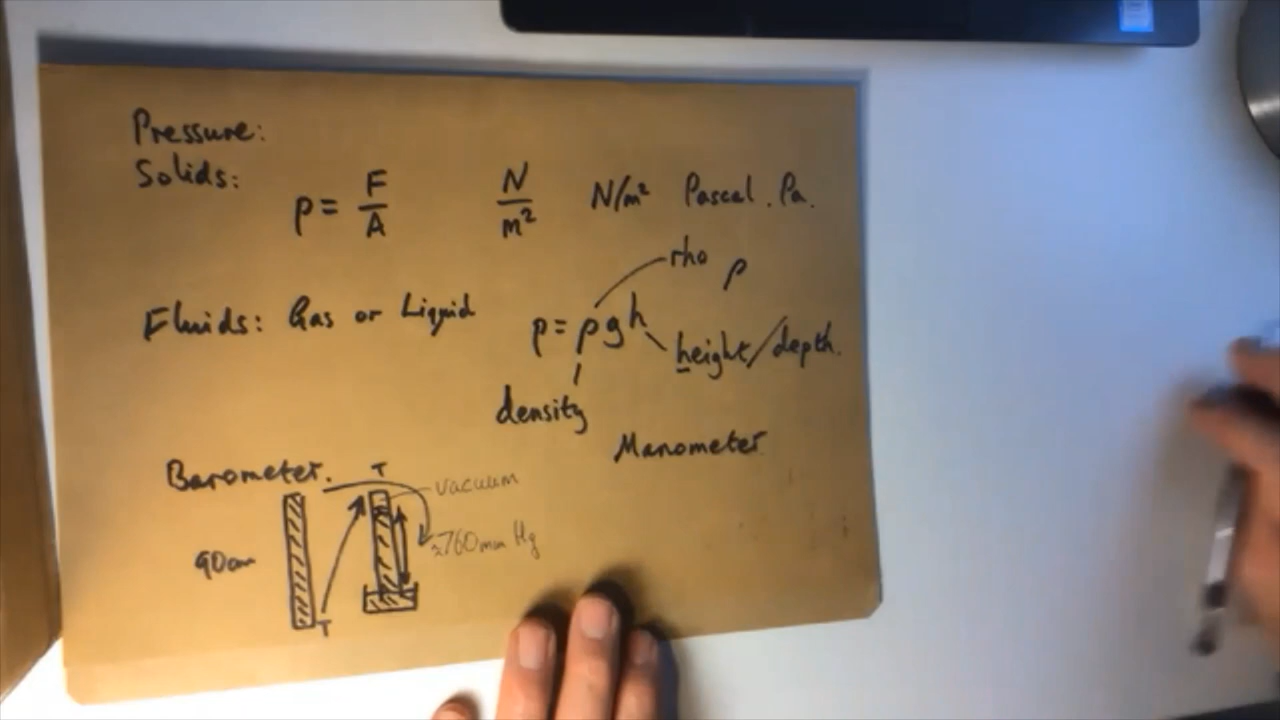 Pressure:
Solids:
p = F/A N/m² N/m² Pascal. Pa.
rho ρ
Fluids: Gas or Liquid p = ρgh
height/depth.
density
Manometer
Barometer. T
vacuum
90cm ≈760mm Hg
T